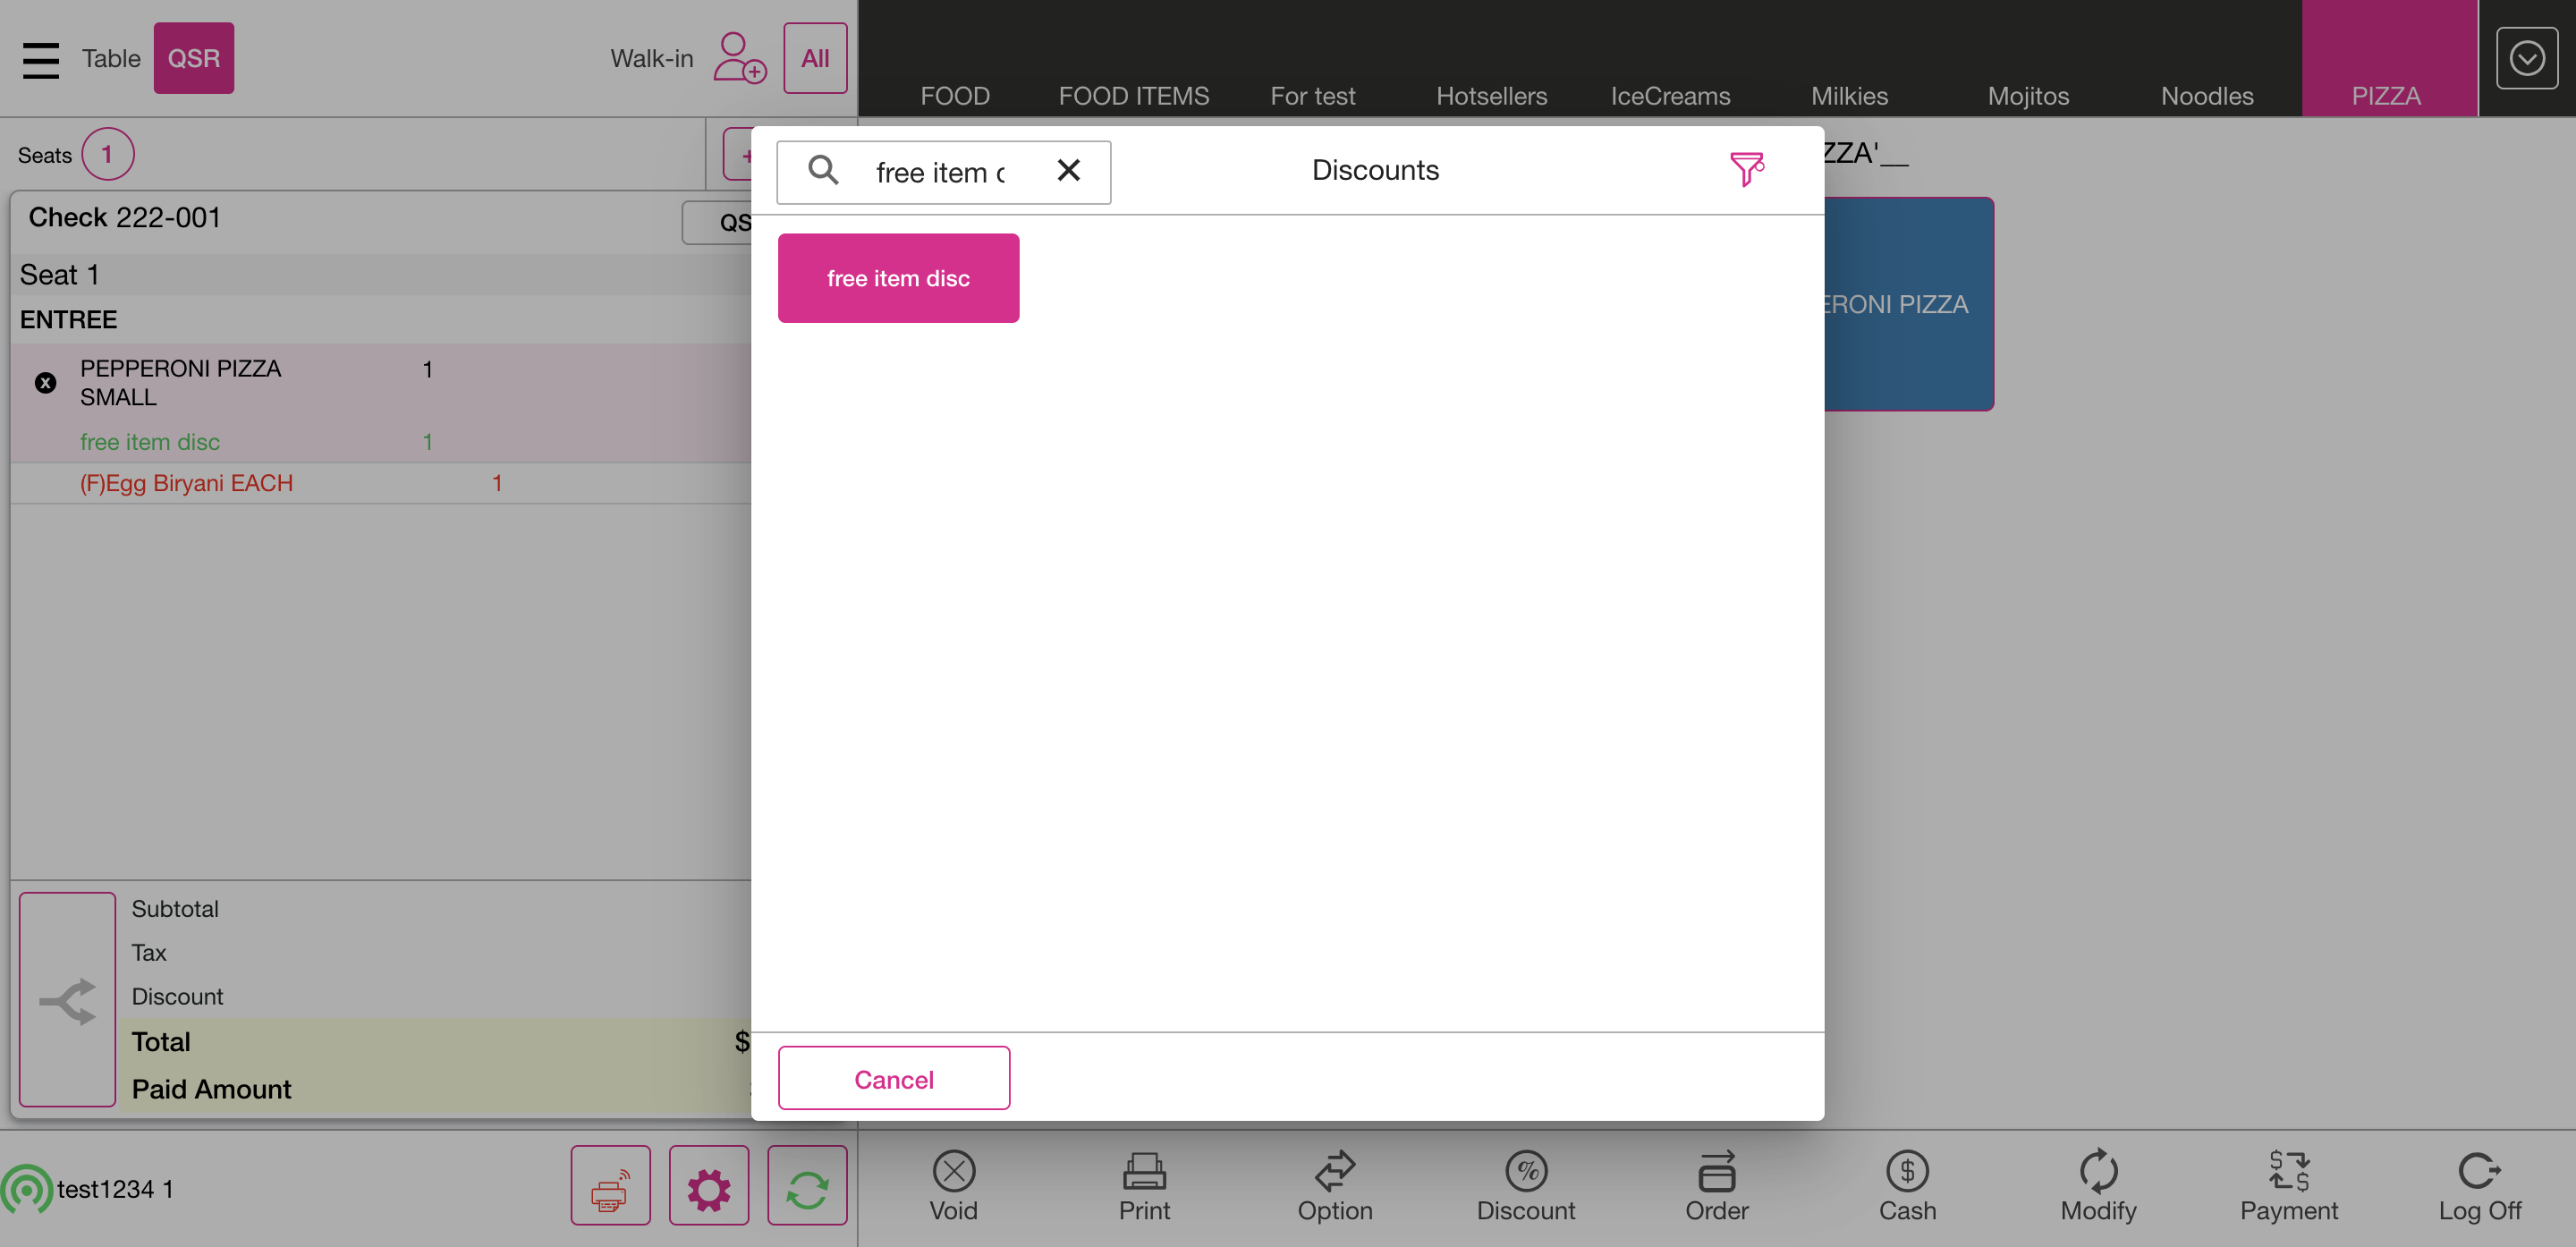 Table QSR
Walk-in All
FOOD FOOD ITEMS For test Hotsellers IceCreams Milkies Mojitos Noodles PIZZA
Seats 1
Check 222-001
Seat 1
ENTREE
PEPPERONI PIZZA 1
SMALL
free item disc 1
(F)Egg Biryani EACH 1
Subtotal
Tax
Discount
Total $
Paid Amount
test1234 1
free item
Discounts
free item disc
Cancel
ZZA'__
ERONI PIZZA
Void Print Option Discount Order Cash Modify Payment Log Off